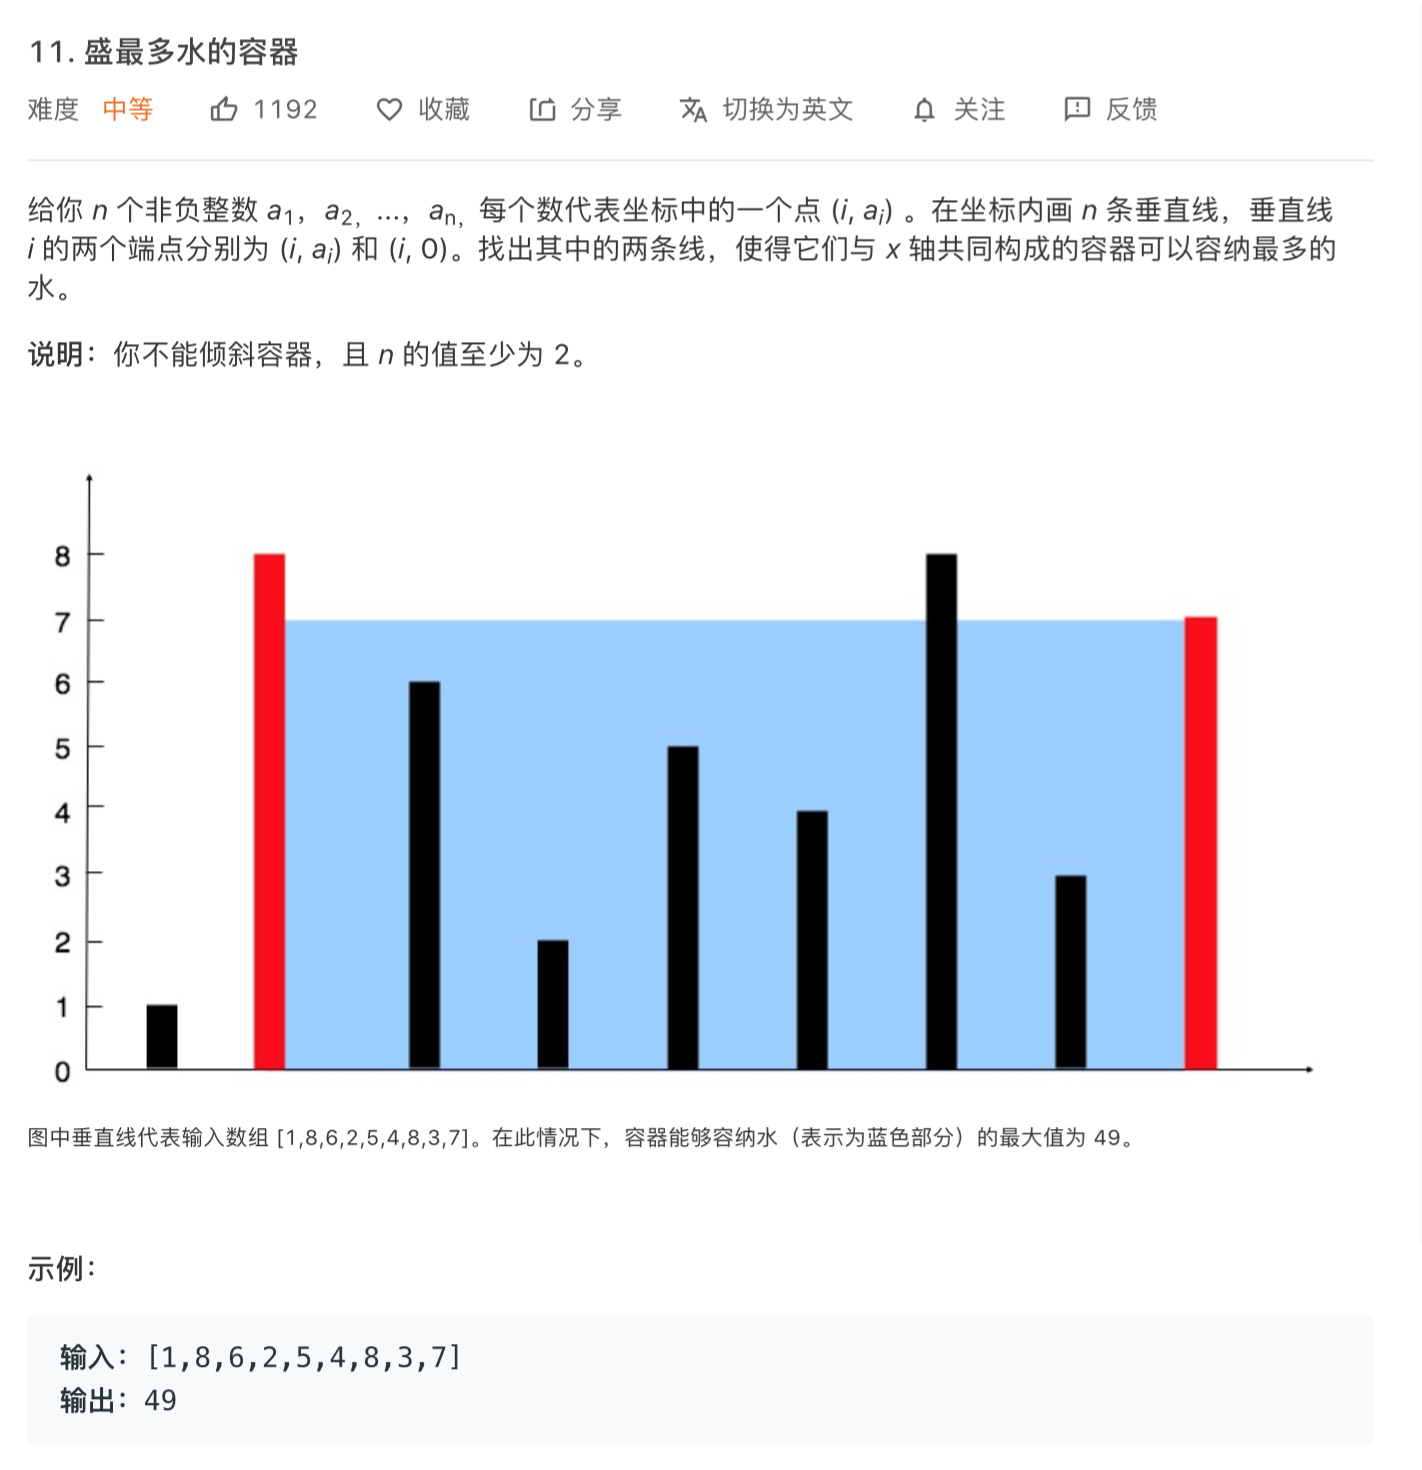 11. 盛最多水的容器
难度 中等 1192 收藏 分享 切换为英文 关注 反馈
给你 n 个非负整数 a1，a2，...，an，每个数代表坐标中的一个点 (i, ai) 。在坐标内画 n 条垂直线，垂直线
i 的两个端点分别为 (i, ai) 和 (i, 0)。找出其中的两条线，使得它们与 x 轴共同构成的容器可以容纳最多的
水。
说明：你不能倾斜容器，且 n 的值至少为 2。
8
7
6
5
4
3
2
1
0
图中垂直线代表输入数组 [1,8,6,2,5,4,8,3,7]。在此情况下，容器能够容纳水（表示为蓝色部分）的最大值为 49。
示例：
输入：[1,8,6,2,5,4,8,3,7]
输出：49